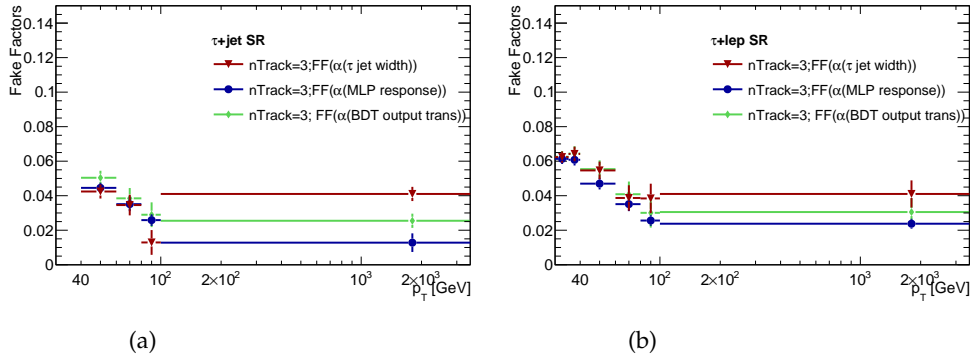 Fake Factors
0.14
0.12
0.1
0.08
0.06
0.04
0.02
0
τ+jet SR
nTrack=3;FF(α(τ jet width))
nTrack=3;FF(α(MLP response))
nTrack=3; FF(α(BDT output trans))
40 10² 2×10² 10³ 2×10³
p_T [GeV]
(a)
Fake Factors
0.14
0.12
0.1
0.08
0.06
0.04
0.02
0
τ+lep SR
nTrack=3;FF(α(τ jet width))
nTrack=3;FF(α(MLP response))
nTrack=3; FF(α(BDT output trans))
40 10² 2×10² 10³ 2×10³
p_T [GeV]
(b)